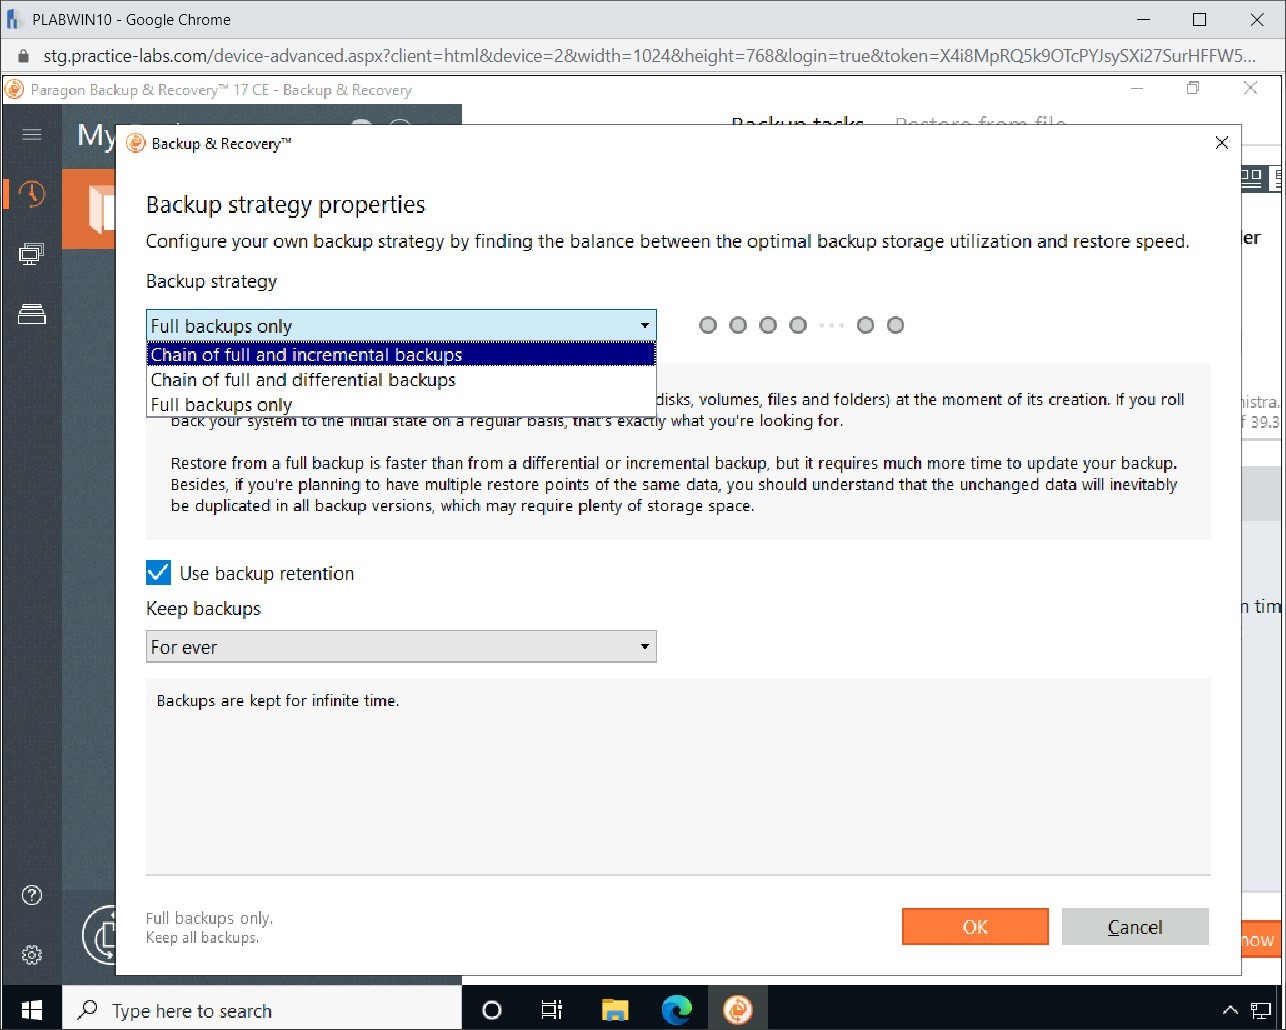 PLABWIN10 - Google Chrome
stg.practice-labs.com/device-advanced.aspx?client=html&device=2&width=1024&height=768&login=true&token=X4i8MpRQ5k9OTcPYJsySXi27SurHFFW5...
Paragon Backup & Recovery™ 17 CE - Backup & Recovery
My
Backup tasks
Restore from file
Backup & Recovery™
Backup strategy properties
Configure your own backup strategy by finding the balance between the optimal backup storage utilization and restore speed.
ler
Backup strategy
Full backups only
Chain of full and incremental backups
Chain of full and differential backups
Full backups only
disks, volumes, files and folders) at the moment of its creation. If you roll
back your system to the initial state on a regular basis, that's exactly what you're looking for.
nistra.
f 39.3
Restore from a full backup is faster than from a differential or incremental backup, but it requires much more time to update your backup.
Besides, if you're planning to have multiple restore points of the same data, you should understand that the unchanged data will inevitably
be duplicated in all backup versions, which may require plenty of storage space.
Use backup retention
Keep backups
n tim
For ever
Backups are kept for infinite time.
Full backups only.
Keep all backups.
OK
Cancel
now
Type here to search